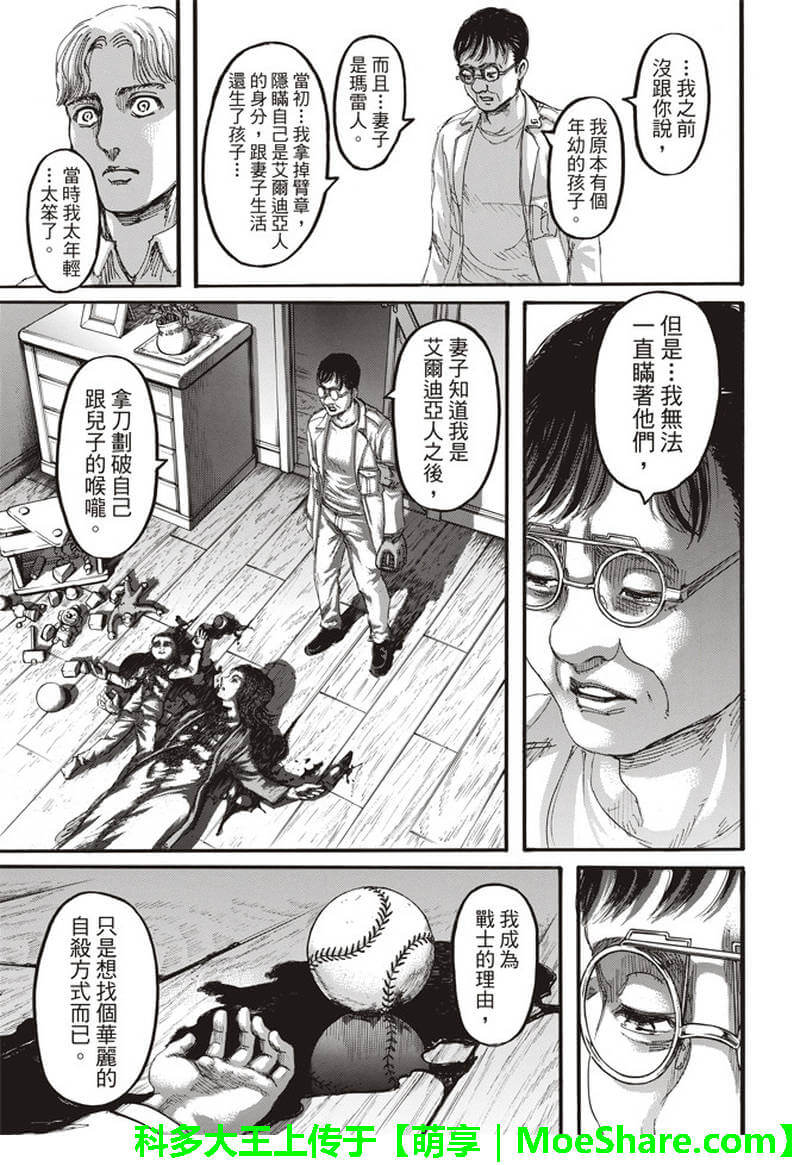 …我之前
沒跟你說，
我原本有個
年幼的孩子。
而且…妻子
是瑪雷人。
當初…我拿掉臂章，
隱瞞自己是艾爾迪亞人
的身分，跟妻子生活
還生了孩子…
當時我太年輕
…太笨了。
但是…我無法
一直瞞著他們，
妻子知道我是
艾爾迪亞人之後，
拿刀劃破自己
跟兒子的喉嚨。
我成為
戰士的理由，
只是想找個華麗的
自殺方式而已。
科多大王上传于【萌享｜MoeShare.com】